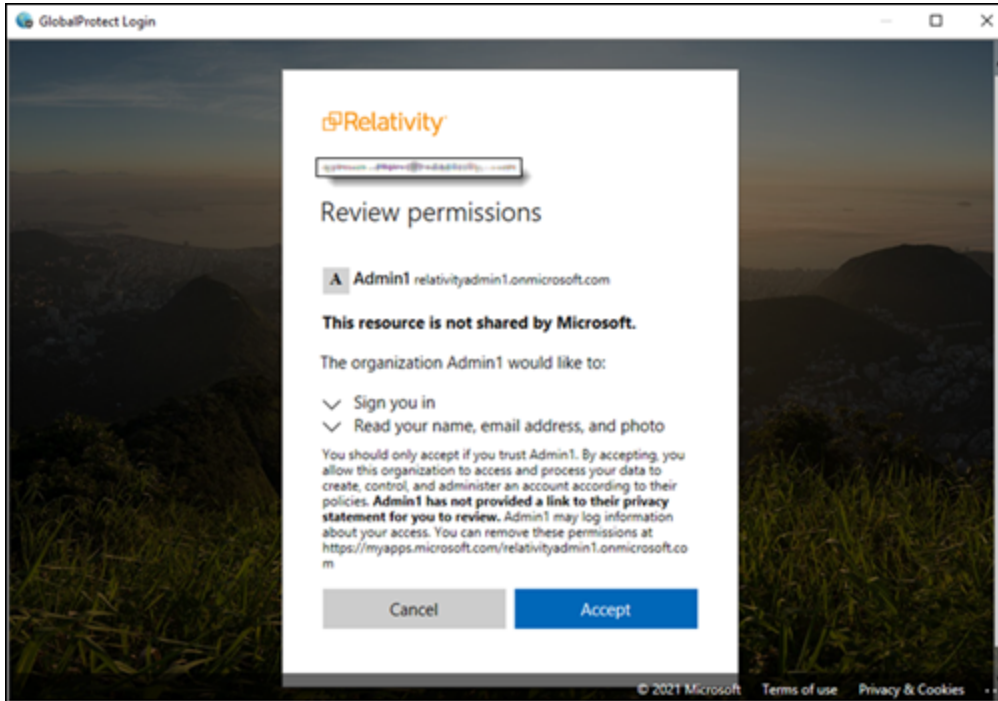 GlobalProtect Login
Relativity
Review permissions
A Admin1 relativityadmin1.onmicrosoft.com
This resource is not shared by Microsoft.
The organization Admin1 would like to:
Sign you in
Read your name, email address, and photo
You should only accept if you trust Admin1. By accepting, you
allow this organization to access and process your data to
create, control, and administer an account according to their
policies. Admin1 has not provided a link to their privacy
statement for you to review. Admin1 may log information
about your access. You can remove these permissions at
https://myapps.microsoft.com/relativityadmin1.onmicrosoft.co
m
Cancel Accept
© 2021 Microsoft Terms of use Privacy & Cookies